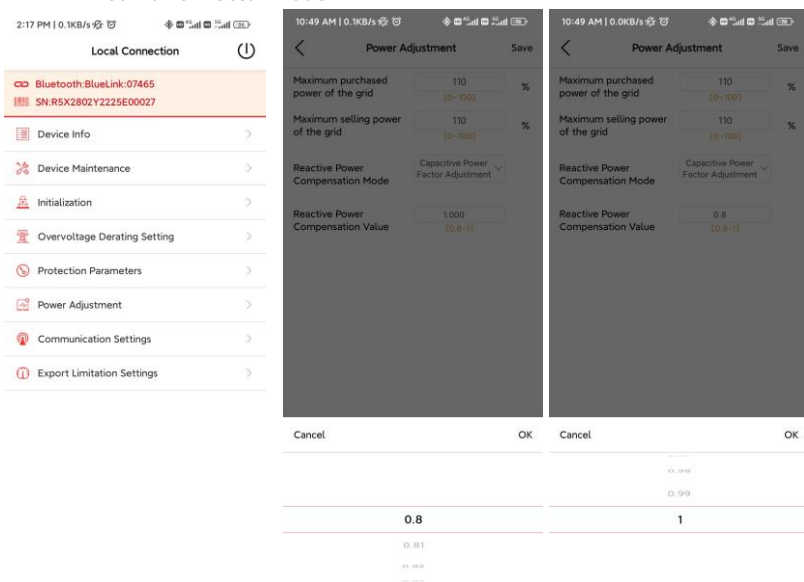 2:17 PM | 0.1KB/s
Local Connection
Bluetooth:BlueLink:07465
SN:R5X2802Y2225E00027
Device Info
Device Maintenance
Initialization
Overvoltage Derating Setting
Protection Parameters
Power Adjustment
Communication Settings
Export Limitation Settings
10:49 AM | 0.1KB/s
Power Adjustment
Save
Maximum purchased
power of the grid
110
%
[0~100]
Maximum selling power
of the grid
110
%
[0~100]
Reactive Power
Compensation Mode
Capacitive Power
Factor Adjustment
Reactive Power
Compensation Value
1.000
[0.8~1]
Cancel
OK
0.8
0.81
0.82
10:49 AM | 0.0KB/s
Power Adjustment
Save
Maximum purchased
power of the grid
110
%
[0~100]
Maximum selling power
of the grid
110
%
[0~100]
Reactive Power
Compensation Mode
Capacitive Power
Factor Adjustment
Reactive Power
Compensation Value
0.8
[0.8~1]
Cancel
OK
0.98
0.99
1